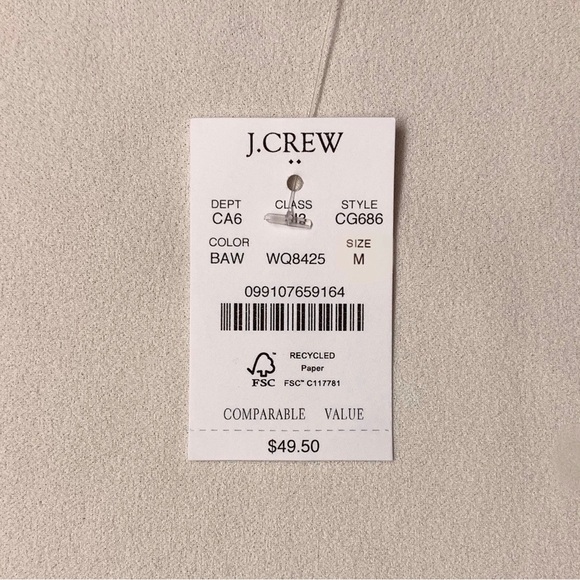 J.CREW
DEPT CLASS STYLE
CA6 CG686
COLOR SIZE
BAW WQ8425 M
099107659164
RECYCLED
Paper
FSC FSC™ C117781
COMPARABLE VALUE
$49.50